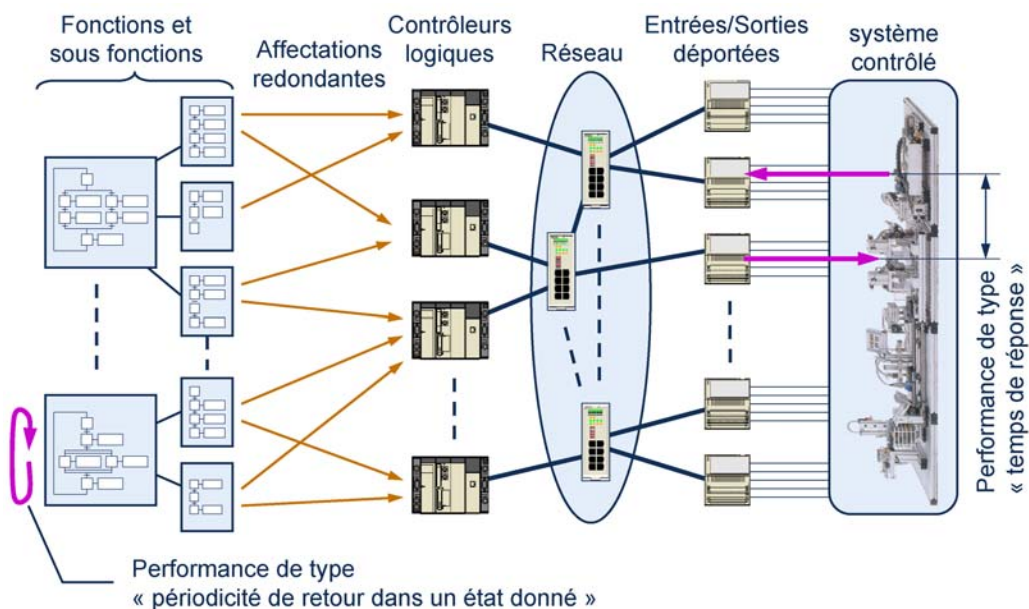 Fonctions et
sous fonctions
Affectations
redondantes
Contrôleurs
logiques
Réseau
Entrées/Sorties
déportées
système
contrôlé
Performance de type
« temps de réponse »
Performance de type
« périodicité de retour dans un état donné »